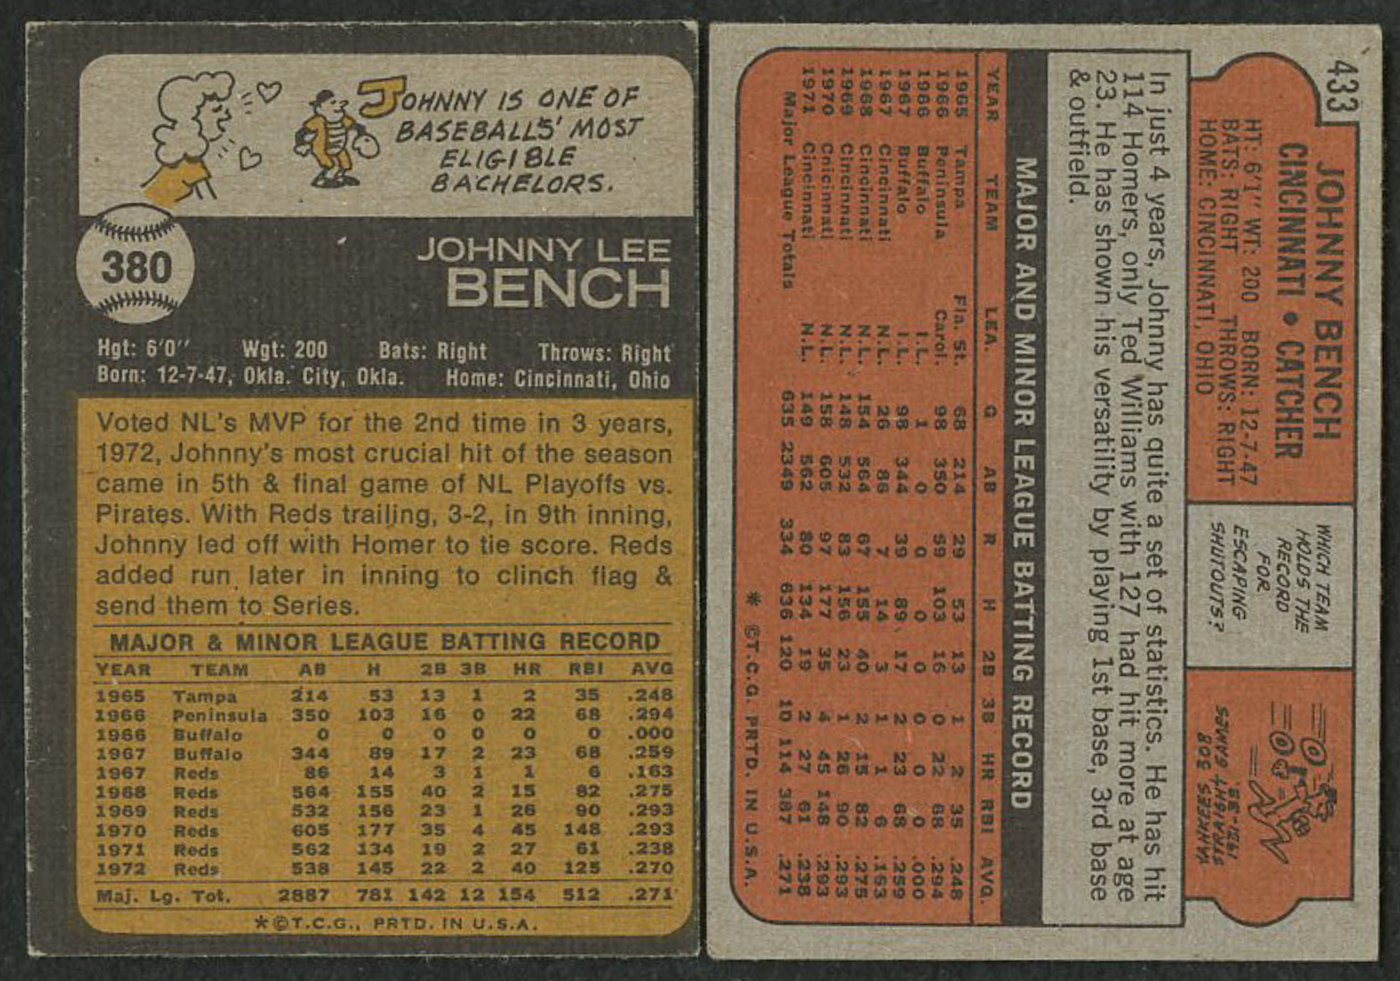 JOHNNY IS ONE OF
BASEBALLS' MOST
ELIGIBLE
BACHELORS.
380
JOHNNY LEE
BENCH
Hgt: 6'0" Wgt: 200 Bats: Right Throws: Right
Born: 12-7-47, Okla. City, Okla. Home: Cincinnati, Ohio
Voted NL's MVP for the 2nd time in 3 years,
1972, Johnny's most crucial hit of the season
came in 5th & final game of NL Playoffs vs.
Pirates. With Reds trailing, 3-2, in 9th inning,
Johnny led off with Homer to tie score. Reds
added run later in inning to clinch flag &
send them to Series.
MAJOR & MINOR LEAGUE BATTING RECORD
YEAR TEAM AB H 2B 3B HR RBI AVG
1965 Tampa 214 53 13 1 2 35 .248
1966 Peninsula 350 103 16 0 22 68 .294
1966 Buffalo 0 0 0 0 0 0 .000
1967 Buffalo 344 89 17 2 23 68 .259
1967 Reds 86 14 3 1 1 6 .163
1968 Reds 564 155 40 2 15 82 .275
1969 Reds 532 156 23 1 26 90 .293
1970 Reds 605 177 35 4 45 148 .293
1971 Reds 562 134 19 2 27 61 .238
1972 Reds 538 145 22 2 40 125 .270
Maj. Lg. Tot. 2887 781 142 12 154 512 .271
*©T.C.G., PRTD. IN U.S.A.
433
JOHNNY BENCH
CINCINNATI • CATCHER
HT: 6'1" WT: 200 BORN: 12-7-47
BATS: RIGHT THROWS: RIGHT
HOME: CINCINNATI, OHIO
WHICH TEAM
HOLDS THE
RECORD
FOR
ESCAPING
SHUTOUTS?
YANKEES 308
STRAIGHT GAMES
1931-33.
In just 4 years, Johnny has quite a set of statistics. He has hit
114 Homers, only Ted Williams with 127 had hit more at age
23. He has shown his versatility by playing 1st base, 3rd base
& outfield.
MAJOR AND MINOR LEAGUE BATTING RECORD
YEAR TEAM LEA. G AB R H 2B 3B HR RBI AVG.
1965 Tampa Fla. St. 68 214 29 53 13 1 2 35 .248
1966 Peninsula Carol. 98 350 59 103 16 0 22 68 .294
1966 Buffalo I.L. 1 0 0 0 0 0 0 0 .000
1967 Buffalo I.L. 98 344 39 89 17 2 23 68 .259
1967 Cincinnati N.L. 26 86 7 14 3 1 1 6 .163
1968 Cincinnati N.L. 154 564 67 155 40 2 15 82 .275
1969 Cincinnati N.L. 148 532 83 156 23 1 26 90 .293
1970 Cnicinnati N.L. 158 605 97 177 35 4 45 148 .293
1971 Cincinnati N.L. 149 562 80 134 19 2 27 61 .238
Major League Totals 635 2349 334 636 120 10 114 387 .271
* ©T.C.G. PRTD. IN U.S.A.